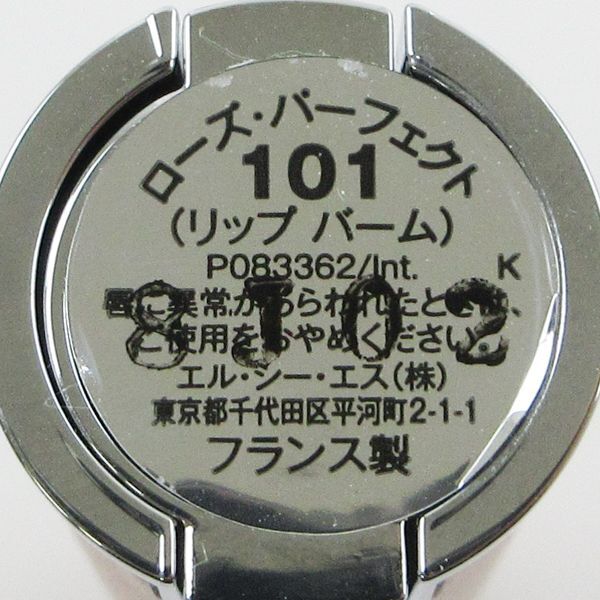 ローズ・パーフェクト
101
(リップ バーム)
P083362/Int. K
唇に異常があらわれたときは、
ご使用をおやめください。
8J02
エル・シー・エス(株)
東京都千代田区平河町2-1-1
フランス製